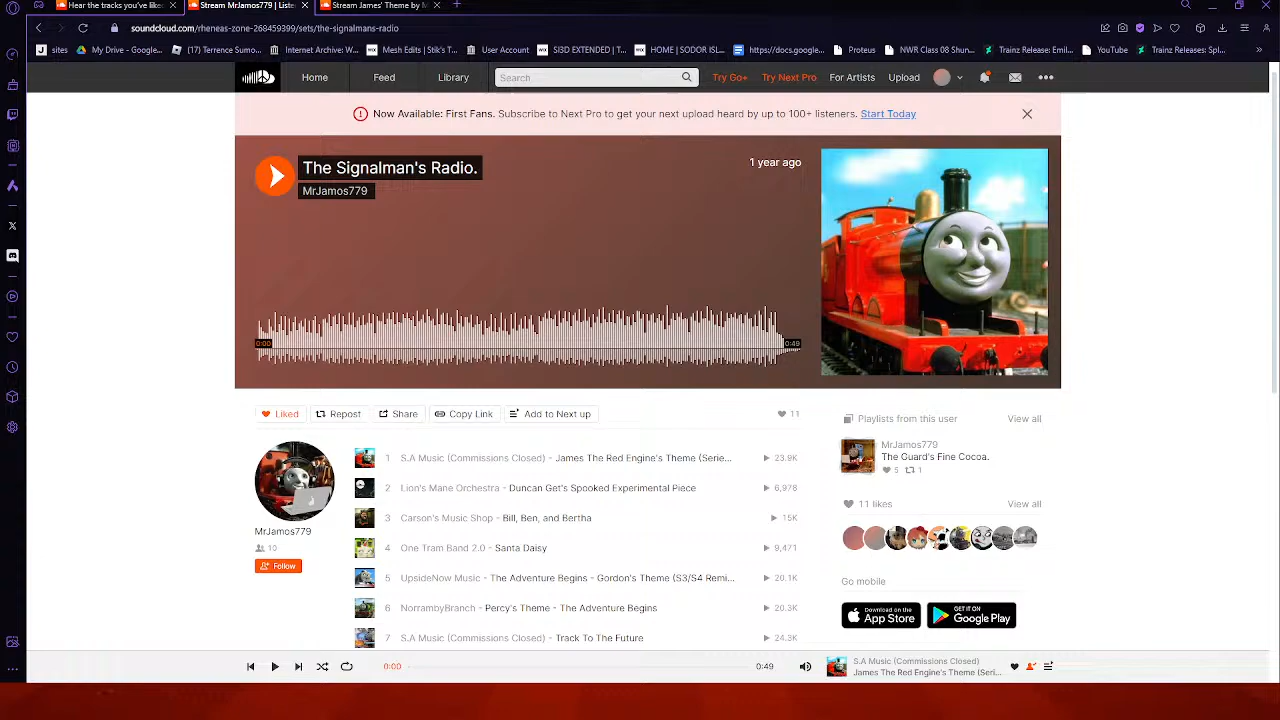 Hear the tracks you've liked
Stream MrJamos779 | Listen
Stream James' Theme by M
soundcloud.com/rheneas-zone-268459399/sets/the-signalmans-radio
sites
My Drive - Google...
(17) Terrence Sumo...
Internet Archive: W...
Mesh Edits | Stik's T...
User Account
SI3D EXTENDED | T...
HOME | SODOR ISL...
https://docs.google...
Proteus
NWR Class 08 Shun...
Trainz Release: Emil...
YouTube
Trainz Releases: Spl...
Home
Feed
Library
Search
Try Go+
Try Next Pro
For Artists
Upload
Now Available: First Fans. Subscribe to Next Pro to get your next upload heard by up to 100+ listeners. Start Today
The Signalman's Radio.
MrJamos779
1 year ago
0:00
0:49
Liked
Repost
Share
Copy Link
Add to Next up
11
MrJamos779
10
Follow
1 S.A Music (Commissions Closed) - James The Red Engine's Theme (Serie... 23.9K
2 Lion's Mane Orchestra - Duncan Get's Spooked Experimental Piece 6,978
3 Carson's Music Shop - Bill, Ben, and Bertha 15K
4 One Tram Band 2.0 - Santa Daisy 9,471
5 UpsideNow Music - The Adventure Begins - Gordon's Theme (S3/S4 Remi... 20.1K
6 NorrambyBranch - Percy's Theme - The Adventure Begins 20.3K
7 S.A Music (Commissions Closed) - Track To The Future 24.3K
Playlists from this user
View all
MrJamos779
The Guard's Fine Cocoa.
5 1
11 likes
View all
Go mobile
Download on the
App Store
GET IT ON
Google Play
0:00
0:49
S.A Music (Commissions Closed)
James The Red Engine's Theme (Seri...